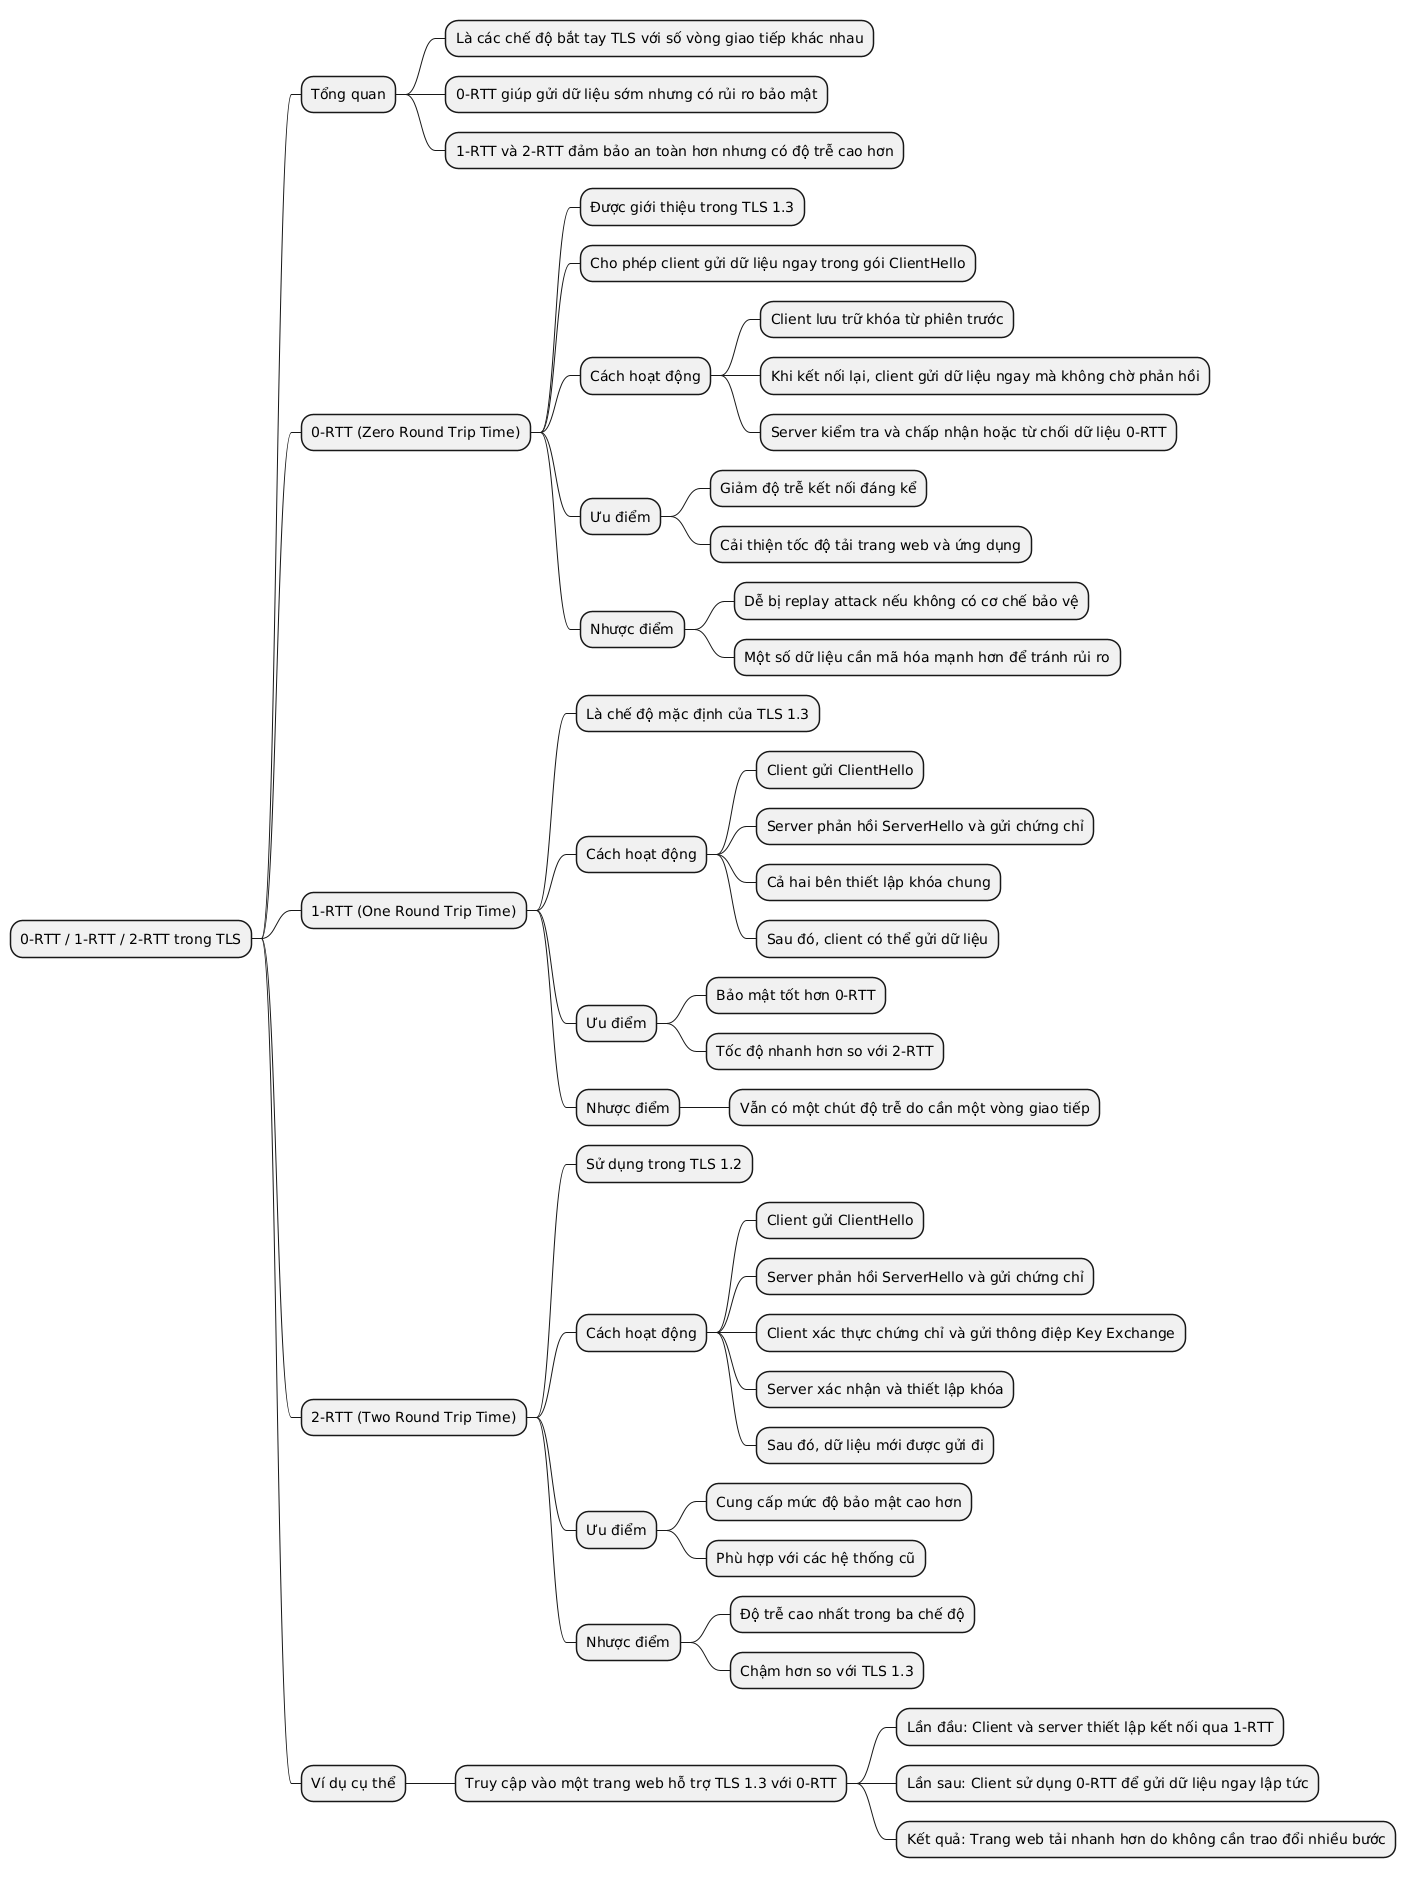 0-RTT / 1-RTT / 2-RTT trong TLS
Tổng quan
Là các chế độ bắt tay TLS với số vòng giao tiếp khác nhau
0-RTT giúp gửi dữ liệu sớm nhưng có rủi ro bảo mật
1-RTT và 2-RTT đảm bảo an toàn hơn nhưng có độ trễ cao hơn
0-RTT (Zero Round Trip Time)
Được giới thiệu trong TLS 1.3
Cho phép client gửi dữ liệu ngay trong gói ClientHello
Cách hoạt động
Client lưu trữ khóa từ phiên trước
Khi kết nối lại, client gửi dữ liệu ngay mà không chờ phản hồi
Server kiểm tra và chấp nhận hoặc từ chối dữ liệu 0-RTT
Ưu điểm
Giảm độ trễ kết nối đáng kể
Cải thiện tốc độ tải trang web và ứng dụng
Nhược điểm
Dễ bị replay attack nếu không có cơ chế bảo vệ
Một số dữ liệu cần mã hóa mạnh hơn để tránh rủi ro
1-RTT (One Round Trip Time)
Là chế độ mặc định của TLS 1.3
Cách hoạt động
Client gửi ClientHello
Server phản hồi ServerHello và gửi chứng chỉ
Cả hai bên thiết lập khóa chung
Sau đó, client có thể gửi dữ liệu
Ưu điểm
Bảo mật tốt hơn 0-RTT
Tốc độ nhanh hơn so với 2-RTT
Nhược điểm
Vẫn có một chút độ trễ do cần một vòng giao tiếp
2-RTT (Two Round Trip Time)
Sử dụng trong TLS 1.2
Cách hoạt động
Client gửi ClientHello
Server phản hồi ServerHello và gửi chứng chỉ
Client xác thực chứng chỉ và gửi thông điệp Key Exchange
Server xác nhận và thiết lập khóa
Sau đó, dữ liệu mới được gửi đi
Ưu điểm
Cung cấp mức độ bảo mật cao hơn
Phù hợp với các hệ thống cũ
Nhược điểm
Độ trễ cao nhất trong ba chế độ
Chậm hơn so với TLS 1.3
Ví dụ cụ thể
Truy cập vào một trang web hỗ trợ TLS 1.3 với 0-RTT
Lần đầu: Client và server thiết lập kết nối qua 1-RTT
Lần sau: Client sử dụng 0-RTT để gửi dữ liệu ngay lập tức
Kết quả: Trang web tải nhanh hơn do không cần trao đổi nhiều bước